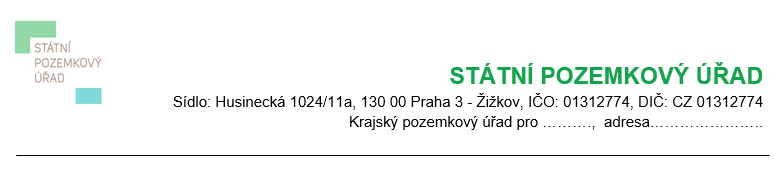 STÁTNÍ
POZEMKOVÝ
ÚŘAD
STÁTNÍ POZEMKOVÝ ÚŘAD
Sídlo: Husinecká 1024/11a, 130 00 Praha 3 - Žižkov, IČO: 01312774, DIČ: CZ 01312774
Krajský pozemkový úřad pro ………., adresa…………………..